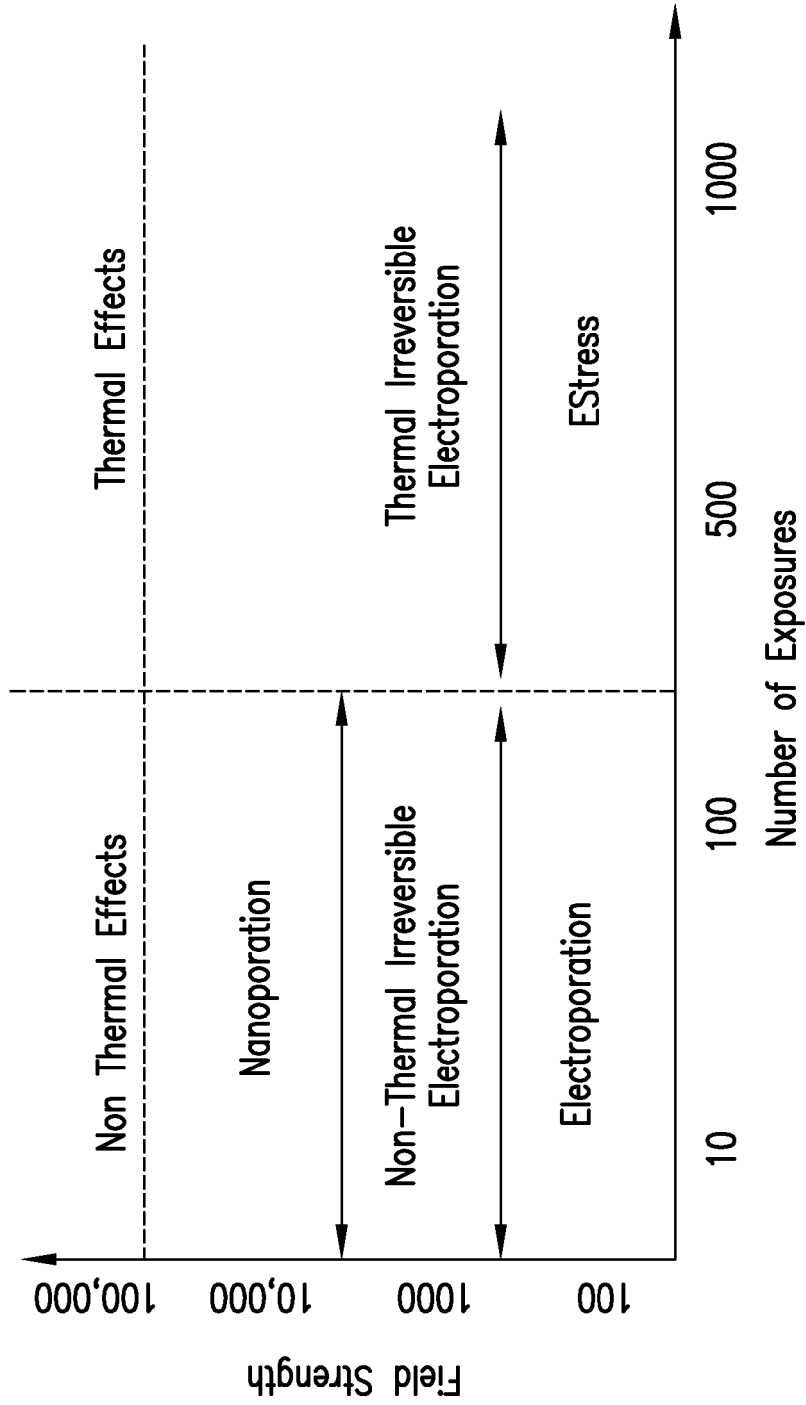 Non Thermal Effects
Thermal Effects
Nanoporation
Non-Thermal Irreversible
Electroporation
Thermal Irreversible
Electroporation
Electroporation
EStress
Field Strength
100,000
10,000
1000
100
10
100
500
1000
Number of Exposures